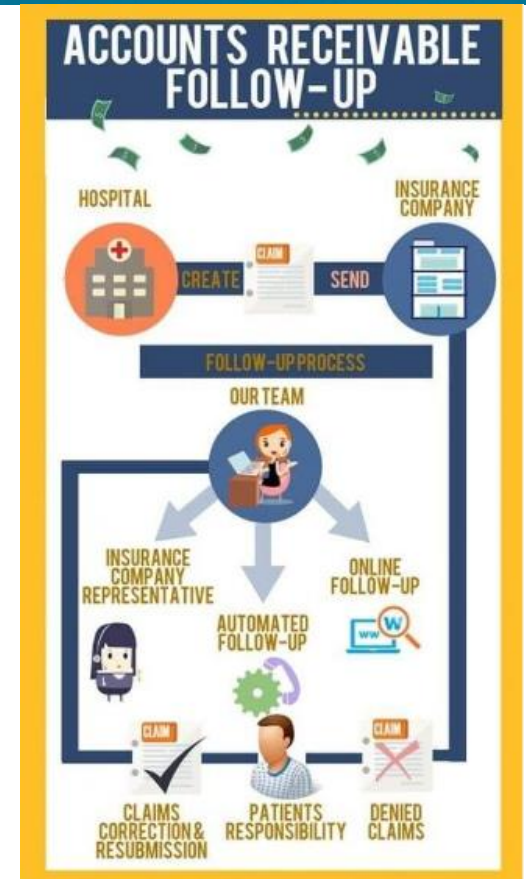 ACCOUNTS RECEIVABLE
FOLLOW-UP
HOSPITAL
INSURANCE
COMPANY
CLAIM
CREATE
SEND
FOLLOW-UP PROCESS
OUR TEAM
INSURANCE
COMPANY
REPRESENTATIVE
ONLINE
FOLLOW-UP
AUTOMATED
FOLLOW-UP
WW
W
CLAIM
CLAIM
CLAIMS
CORRECTION &
RESUBMISSION
PATIENTS
RESPONSIBILITY
DENIED
CLAIMS